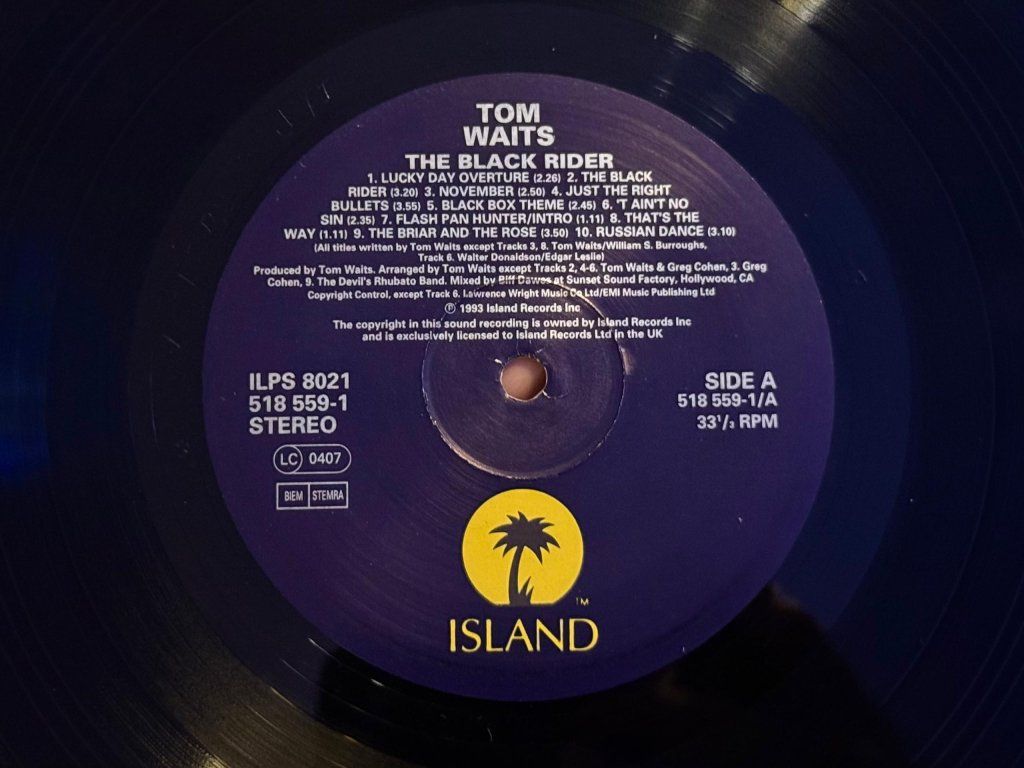 TOM
WAITS
THE BLACK RIDER
1. LUCKY DAY OVERTURE (2.26) 2. THE BLACK
RIDER (3.20) 3. NOVEMBER (2.50) 4. JUST THE RIGHT
BULLETS (3.55) 5. BLACK BOX THEME (2.45) 6. 'T AIN'T NO
SIN (2.35) 7. FLASH PAN HUNTER/INTRO (1.11) 8. THAT'S THE
WAY (1.11) 9. THE BRIAR AND THE ROSE (3.50) 10. RUSSIAN DANCE (3.10)
(All titles written by Tom Waits except Tracks 3, 8. Tom Waits/William S. Burroughs,
Track 6. Walter Donaldson/Edgar Leslie)
Produced by Tom Waits. Arranged by Tom Waits except Tracks 2, 4-6. Tom Waits & Greg Cohen, 3. Greg
Cohen, 9. The Devil's Rhubato Band. Mixed by Biff Dawes at Sunset Sound Factory, Hollywood, CA
Copyright Control, except Track 6. Lawrence Wright Music Co Ltd/EMI Music Publishing Ltd
℗ 1993 Island Records Inc
The copyright in this sound recording is owned by Island Records Inc
and is exclusively licensed to Island Records Ltd in the UK
ILPS 8021
518 559-1
STEREO
LC 0407
BIEM STEMRA
SIDE A
518 559-1/A
33¹/₃ RPM
TM
ISLAND